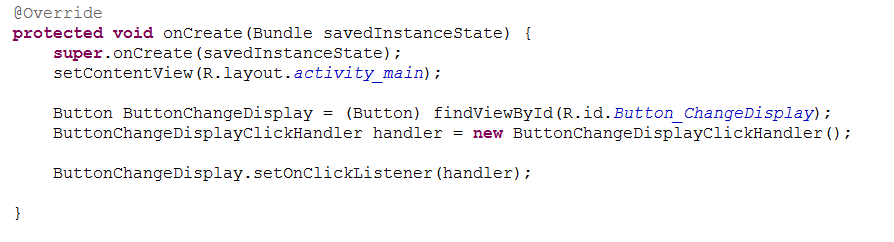 @Override
protected void onCreate(Bundle savedInstanceState) {
    super.onCreate(savedInstanceState);
    setContentView(R.layout.activity_main);

    Button ButtonChangeDisplay = (Button) findViewById(R.id.Button_ChangeDisplay);
    ButtonChangeDisplayClickHandler handler = new ButtonChangeDisplayClickHandler();

    ButtonChangeDisplay.setOnClickListener(handler);

}